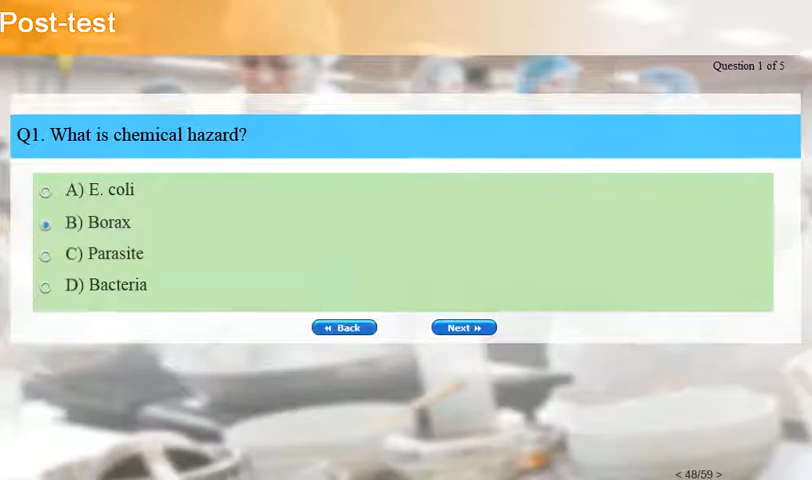 Post-test
Question 1 of 5
Q1. What is chemical hazard?
A) E. coli
B) Borax
C) Parasite
D) Bacteria
Back
Next
< 48/59 >